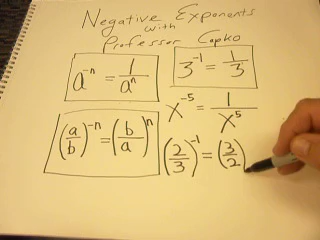 Negative Exponents
with
Professor Capko
a^-n = 1/a^n
3^-1 = 1/3
x^-5 = 1/x^5
(a/b)^-n = (b/a)^n
(2/3)^-1 = (3/2)